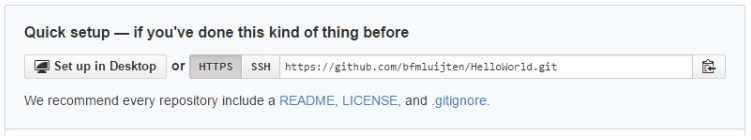 Quick setup — if you've done this kind of thing before
Set up in Desktop or HTTPS SSH https://github.com/bfmluijten/HelloWorld.git
We recommend every repository include a README, LICENSE, and .gitignore.